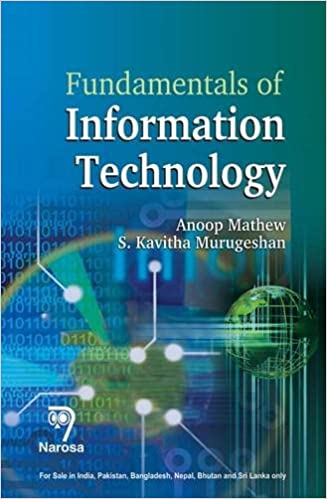 Fundamentals of
Information
Technology
Anoop Mathew
S. Kavitha Murugeshan
Narosa
For Sale in India, Pakistan, Bangladesh, Nepal, Bhutan and Sri Lanka only